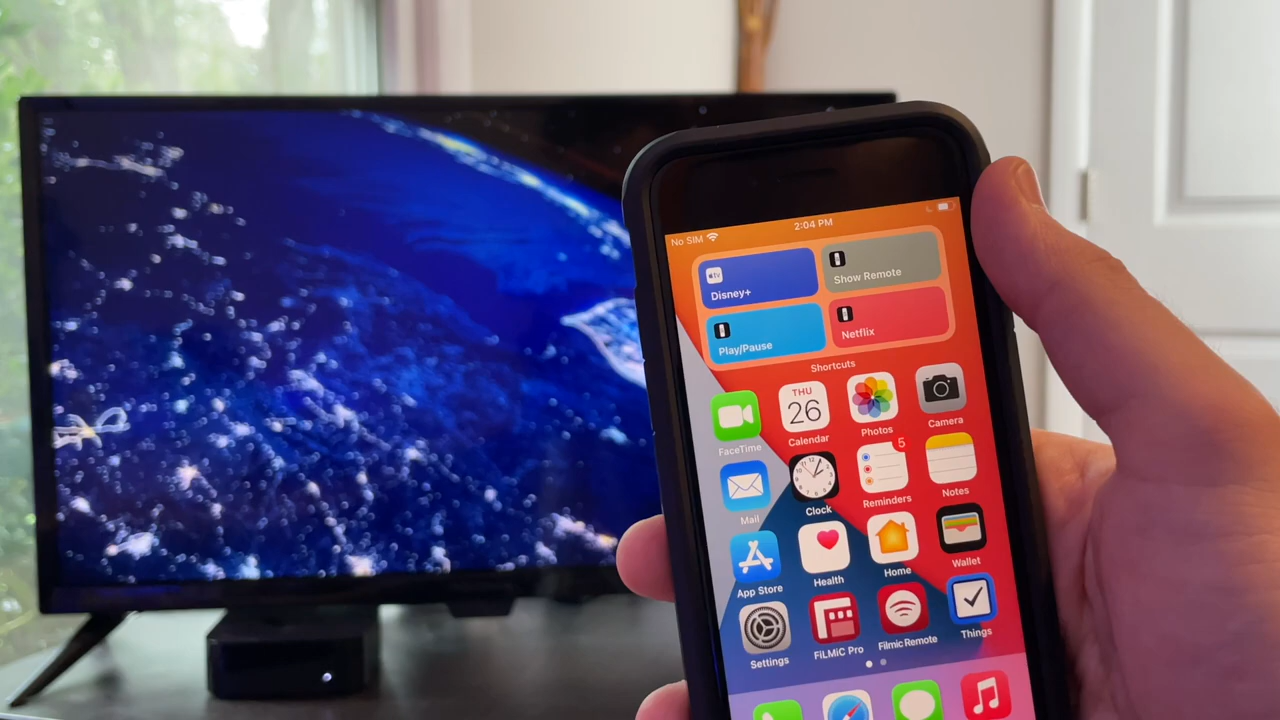 No SIM 2:04 PM
tv
Disney+
Show Remote
Play/Pause
Netflix
Shortcuts
THU
26
FaceTime
Calendar
Photos
Camera
5
Mail
Clock
Reminders
Notes
App Store
Health
Home
Wallet
Settings
FiLMiC Pro
Filmic Remote
Things